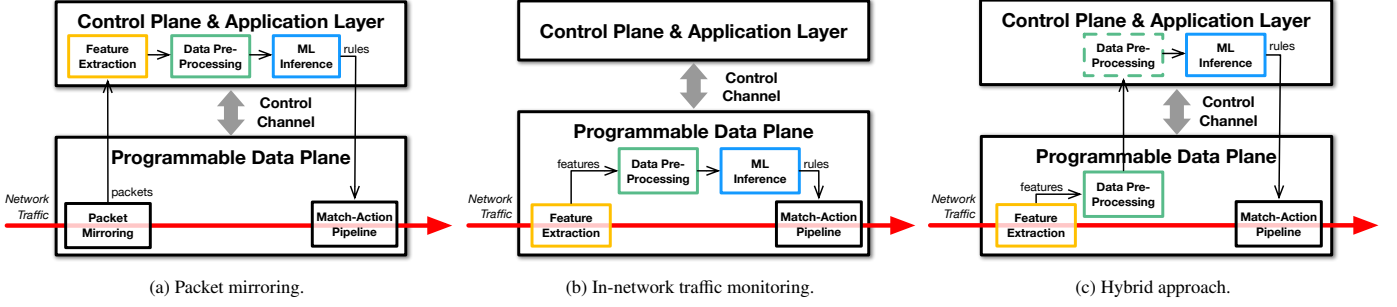 Control Plane & Application Layer
Feature
Extraction
Data Pre-
Processing
ML
Inference
rules
Control
Channel
Programmable Data Plane
packets
Network
Traffic
Packet
Mirroring
Match-Action
Pipeline
(a) Packet mirroring.
Control Plane & Application Layer
Control
Channel
Programmable Data Plane
features
Data Pre-
Processing
ML
Inference
rules
Network
Traffic
Feature
Extraction
Match-Action
Pipeline
(b) In-network traffic monitoring.
Control Plane & Application Layer
Data Pre-
Processing
ML
Inference
rules
Control
Channel
Programmable Data Plane
features
Data Pre-
Processing
Network
Traffic
Feature
Extraction
Match-Action
Pipeline
(c) Hybrid approach.